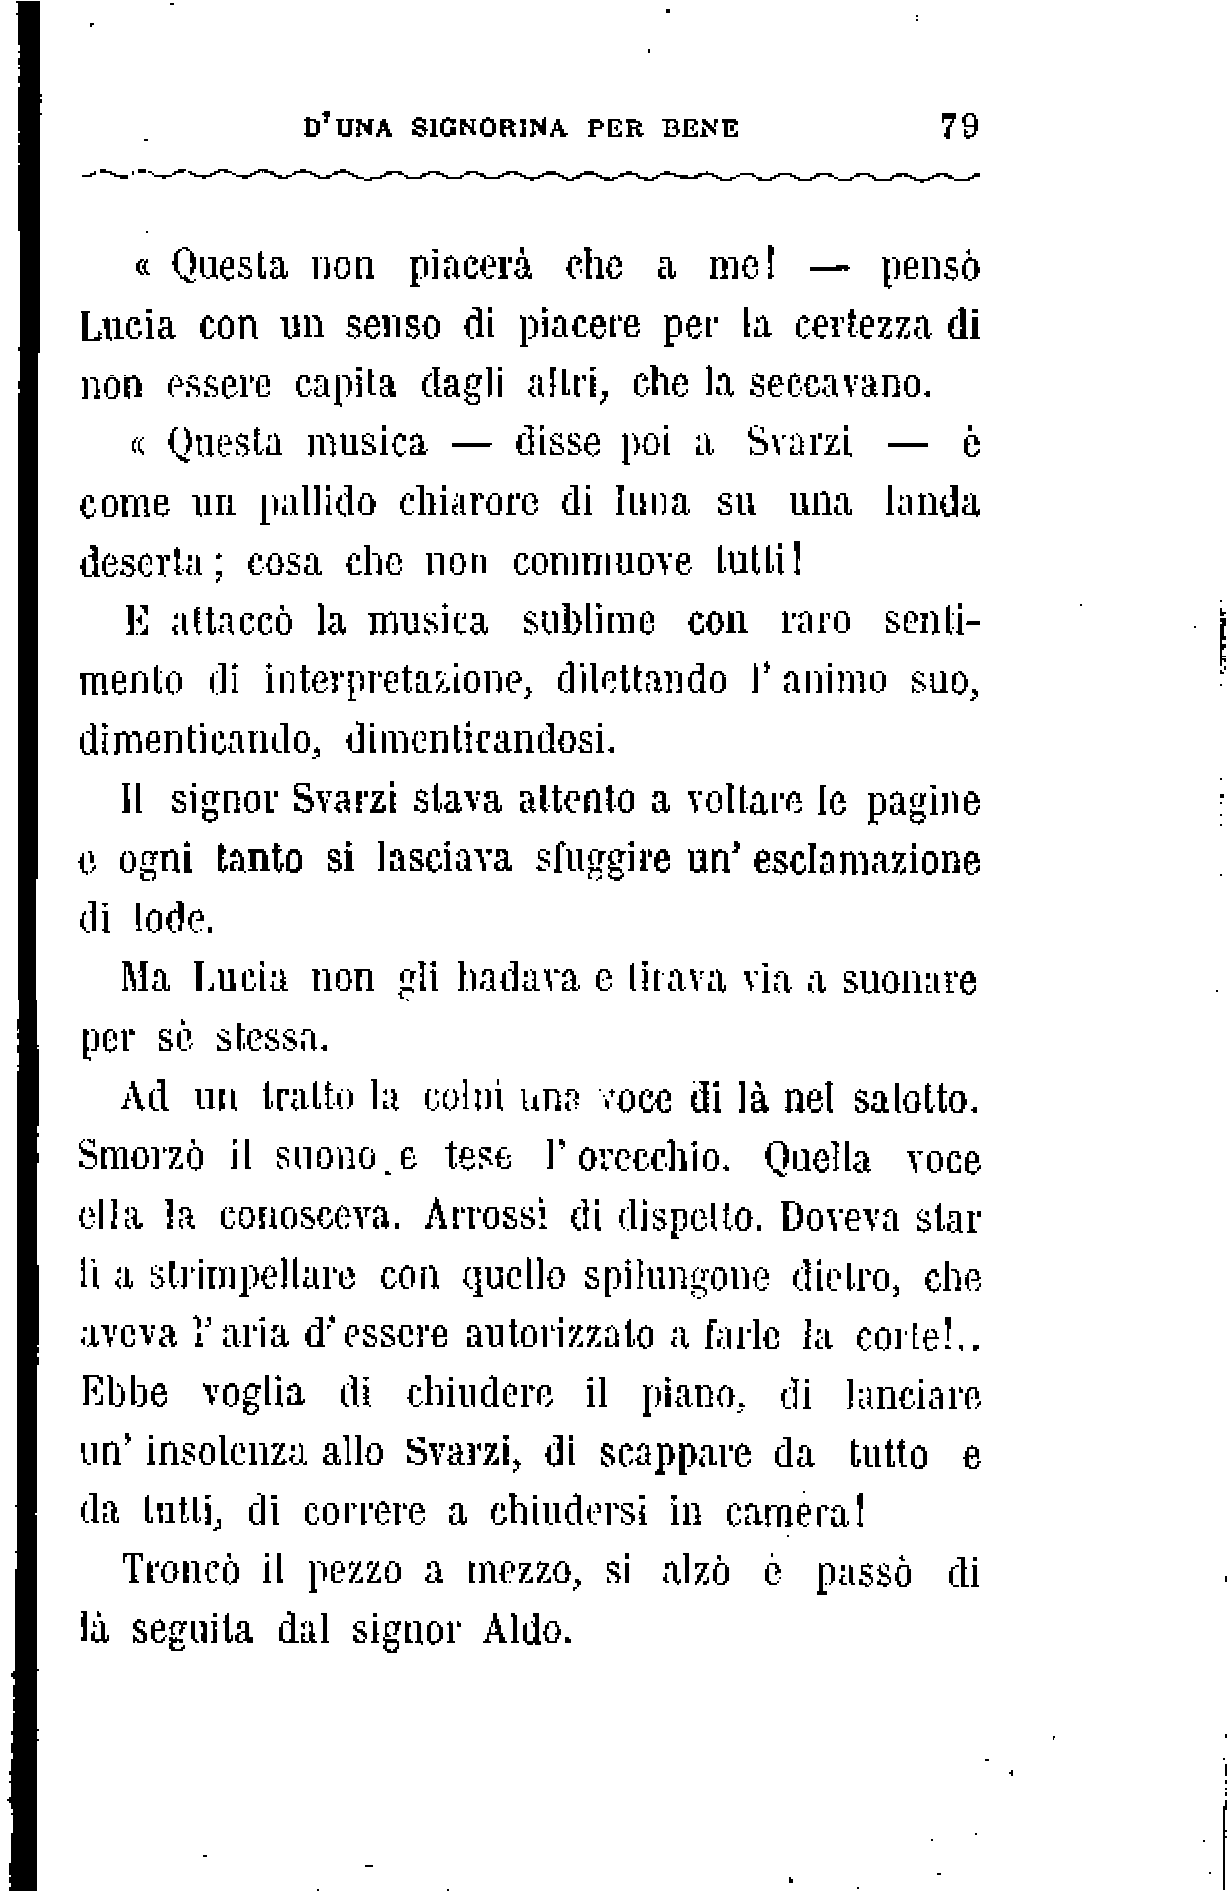 D'UNA SIGNORINA PER BENE 79
« Questa non piacerà che a me! — pensò
Lucia con un senso di piacere per la certezza di
non essere capita dagli altri, che la seccavano.
« Questa musica — disse poi a Svarzi — è
come un pallido chiarore di luna su una landa
deserta; cosa che non commuove tutti!
E attaccò la musica sublime con raro senti-
mento di interpretazione, dilettando l'animo suo,
dimenticando, dimenticandosi.
Il signor Svarzi stava attento a voltare le pagine
e ogni tanto si lasciava sfuggire un' esclamazione
di lode.
Ma Lucia non gli badava e tirava via a suonare
per sè stessa.
Ad un tratto la colpi una voce di là nel salotto.
Smorzò il suono e tese l'orecchio. Quella voce
ella la conosceva. Arrossì di dispetto. Doveva star
lì a strimpellare con quello spilungone dietro, che
aveva l'aria d'essere autorizzato a farle la corte!..
Ebbe voglia di chiudere il piano, di lanciare
un' insolenza allo Svarzi, di scappare da tutto e
da tutti, di correre a chiudersi in camera!
Troncò il pezzo a mezzo, si alzò e passò di
là seguita dal signor Aldo.